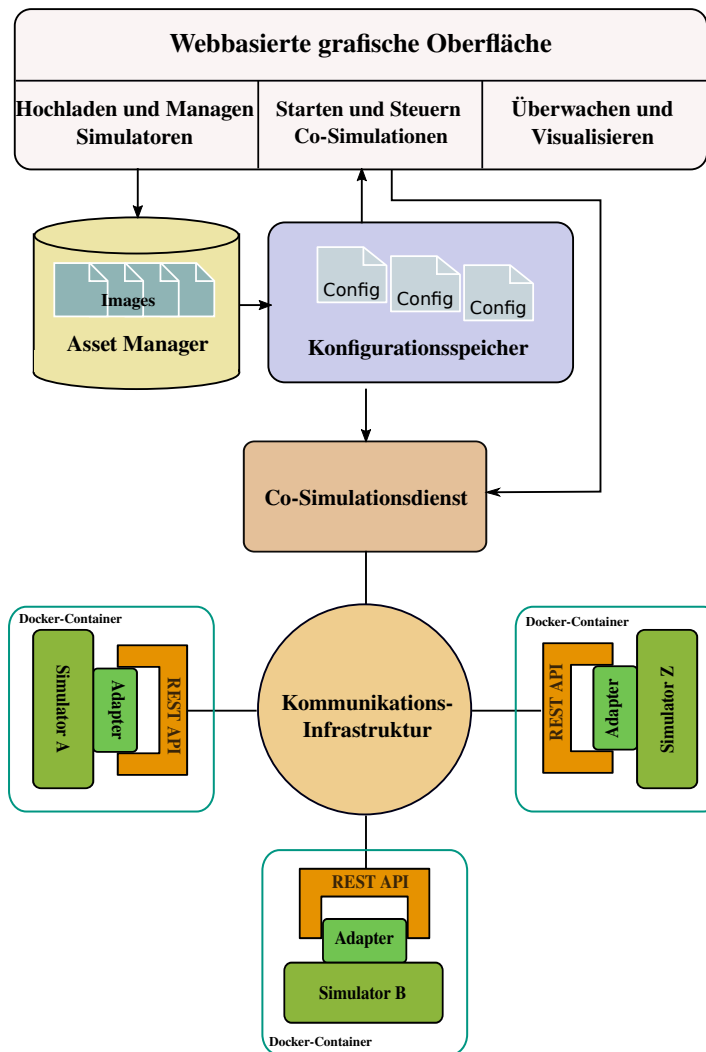 Webbasierte grafische Oberfläche
Hochladen und Managen
Simulatoren
Starten und Steuern
Co-Simulationen
Überwachen und
Visualisieren
Images
Asset Manager
Config
Config
Config
Konfigurationsspeicher
Co-Simulationsdienst
Docker-Container
Simulator A
Adapter
REST API
Kommunikations-
Infrastruktur
Docker-Container
REST API
Adapter
Simulator Z
REST API
Adapter
Simulator B
Docker-Container